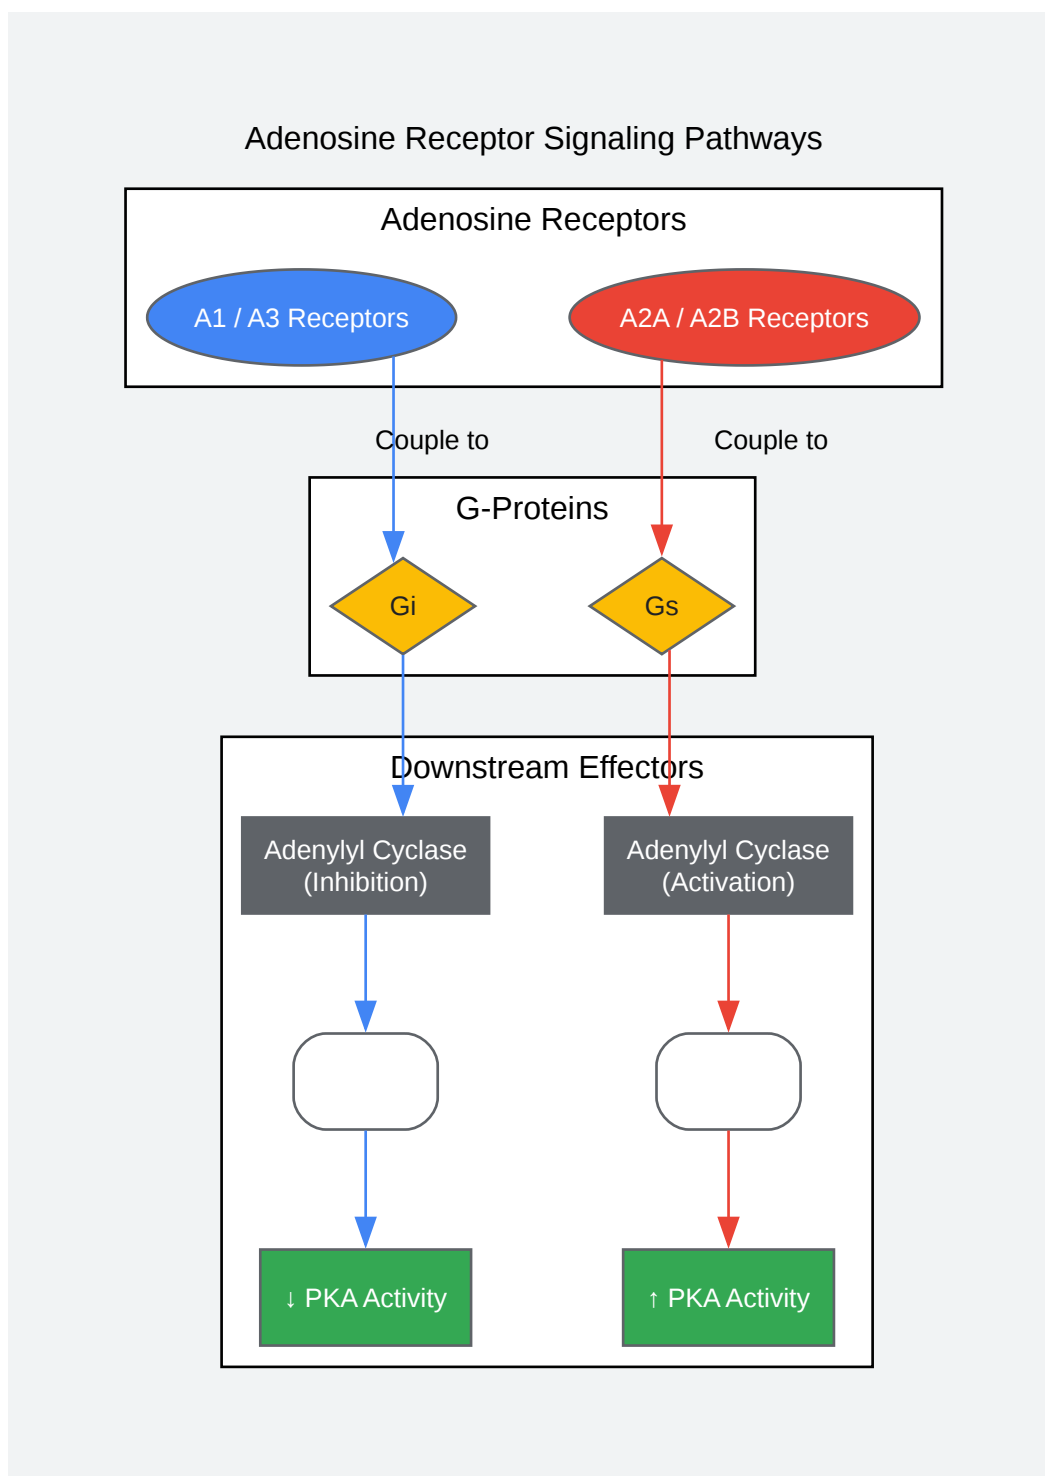 Adenosine Receptor Signaling Pathways
Adenosine Receptors
A1 / A3 Receptors
A2A / A2B Receptors
Couple to
Couple to
G-Proteins
Gi
Gs
Downstream Effectors
Adenylyl Cyclase
(Inhibition)
Adenylyl Cyclase
(Activation)
↓ PKA Activity
↑ PKA Activity